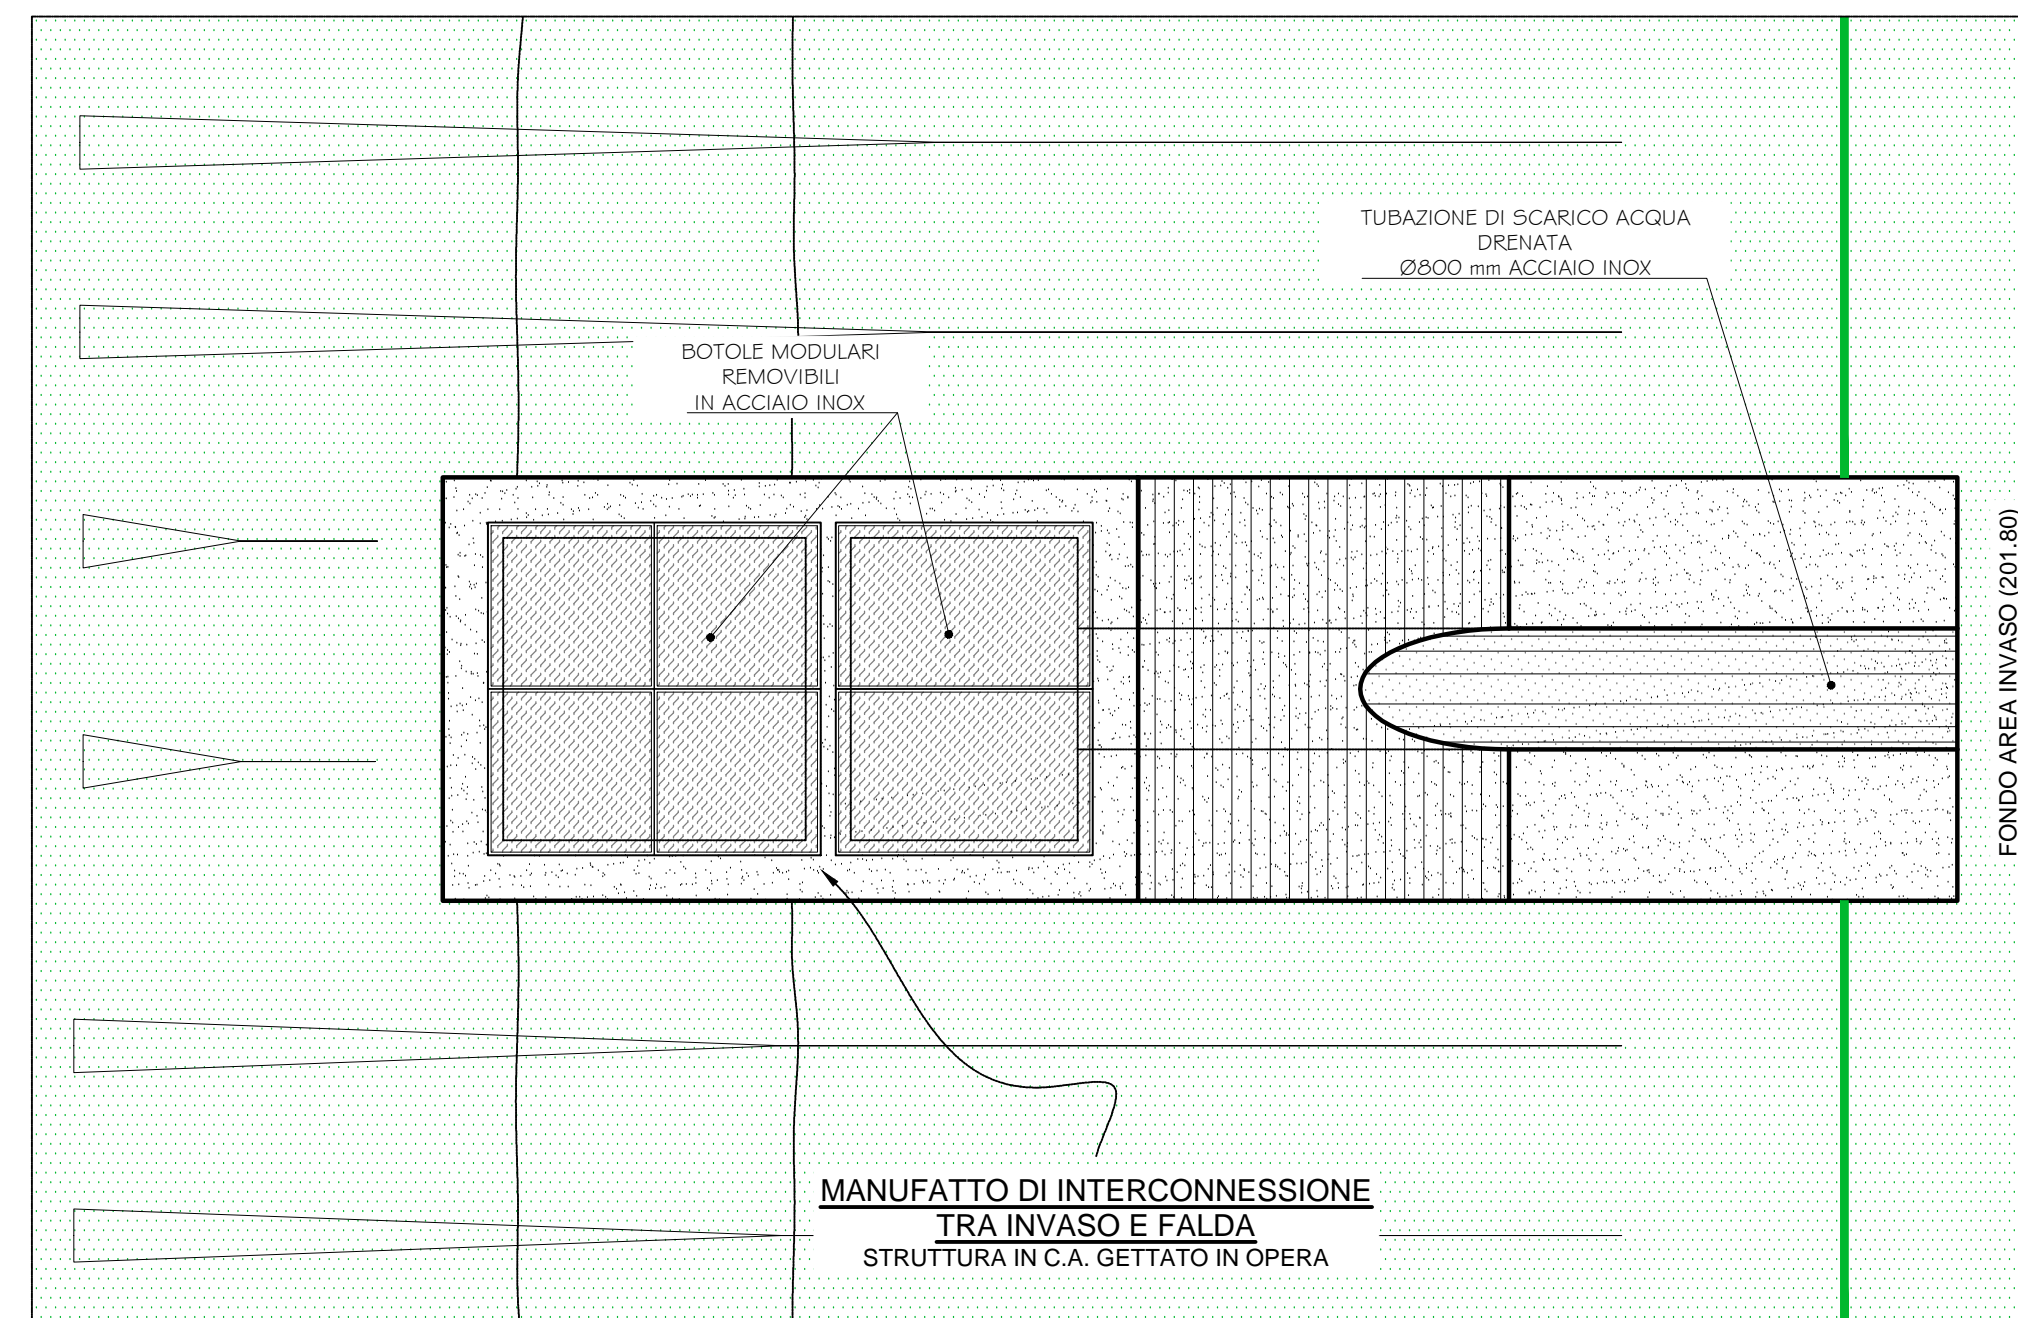 TUBAZIONE DI SCARICO ACQUA
DRENATA
Ø800 mm ACCIAIO INOX
BOTOLE MODULARI
REMOVIBILI
IN ACCIAIO INOX
FONDO AREA INVASO (201.80)
MANUFATTO DI INTERCONNESSIONE
TRA INVASO E FALDA
STRUTTURA IN C.A. GETTATO IN OPERA